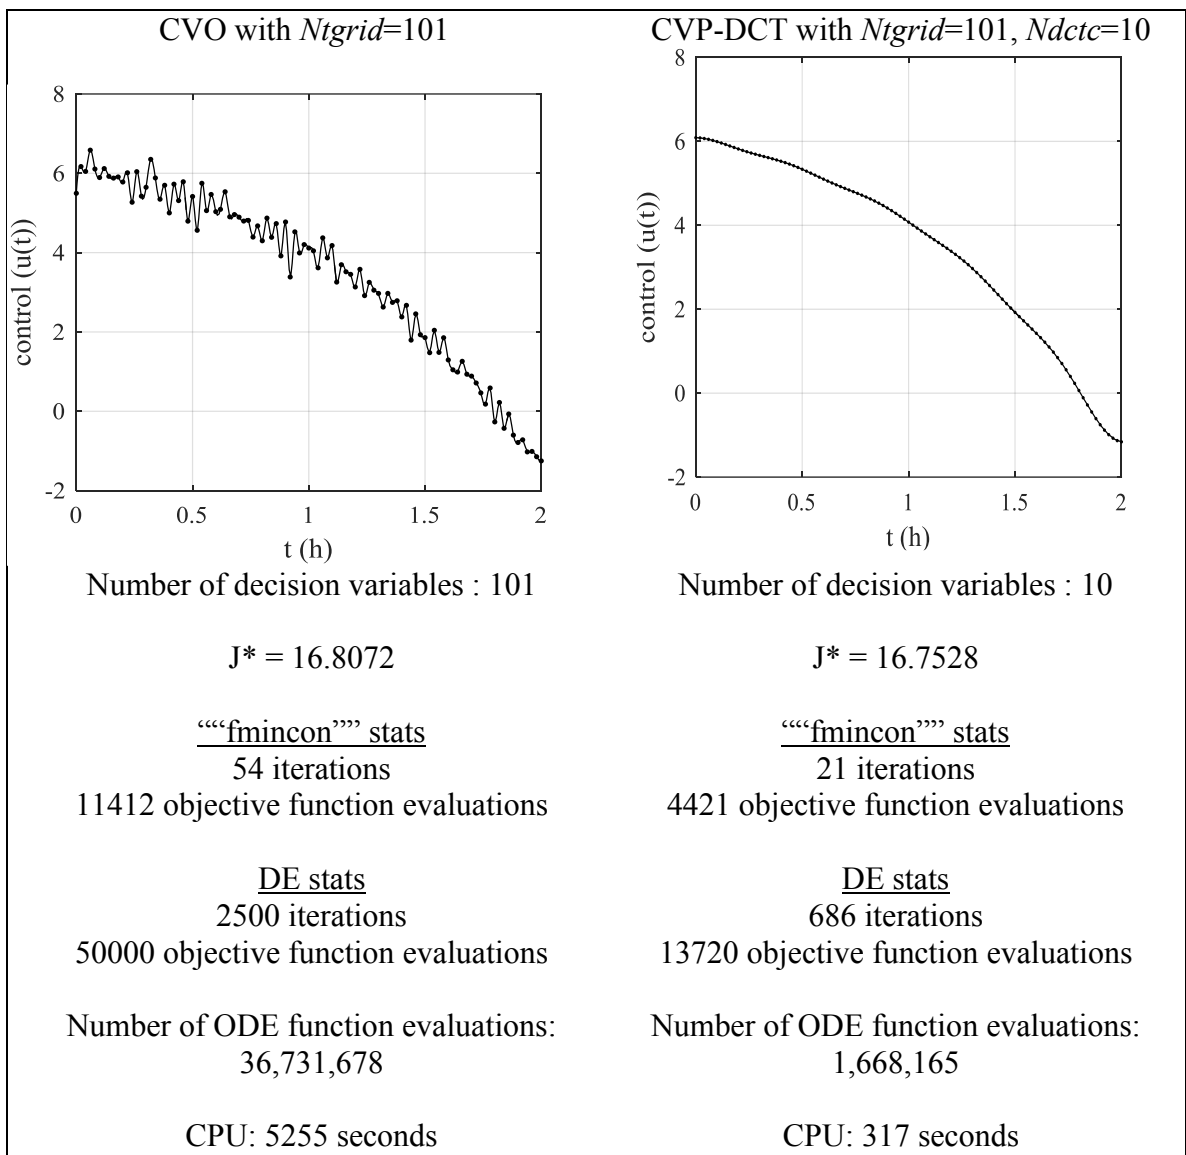 CVO with Ntgrid=101
8
6
4
2
0
-2
control (u(t))
0 0.5 1 1.5 2
t (h)
Number of decision variables : 101
J* = 16.8072
““fmincon”” stats
54 iterations
11412 objective function evaluations
DE stats
2500 iterations
50000 objective function evaluations
Number of ODE function evaluations:
36,731,678
CPU: 5255 seconds
CVP-DCT with Ntgrid=101, Ndctc=10
8
6
4
2
0
-2
control (u(t))
0 0.5 1 1.5 2
t (h)
Number of decision variables : 10
J* = 16.7528
““fmincon”” stats
21 iterations
4421 objective function evaluations
DE stats
686 iterations
13720 objective function evaluations
Number of ODE function evaluations:
1,668,165
CPU: 317 seconds